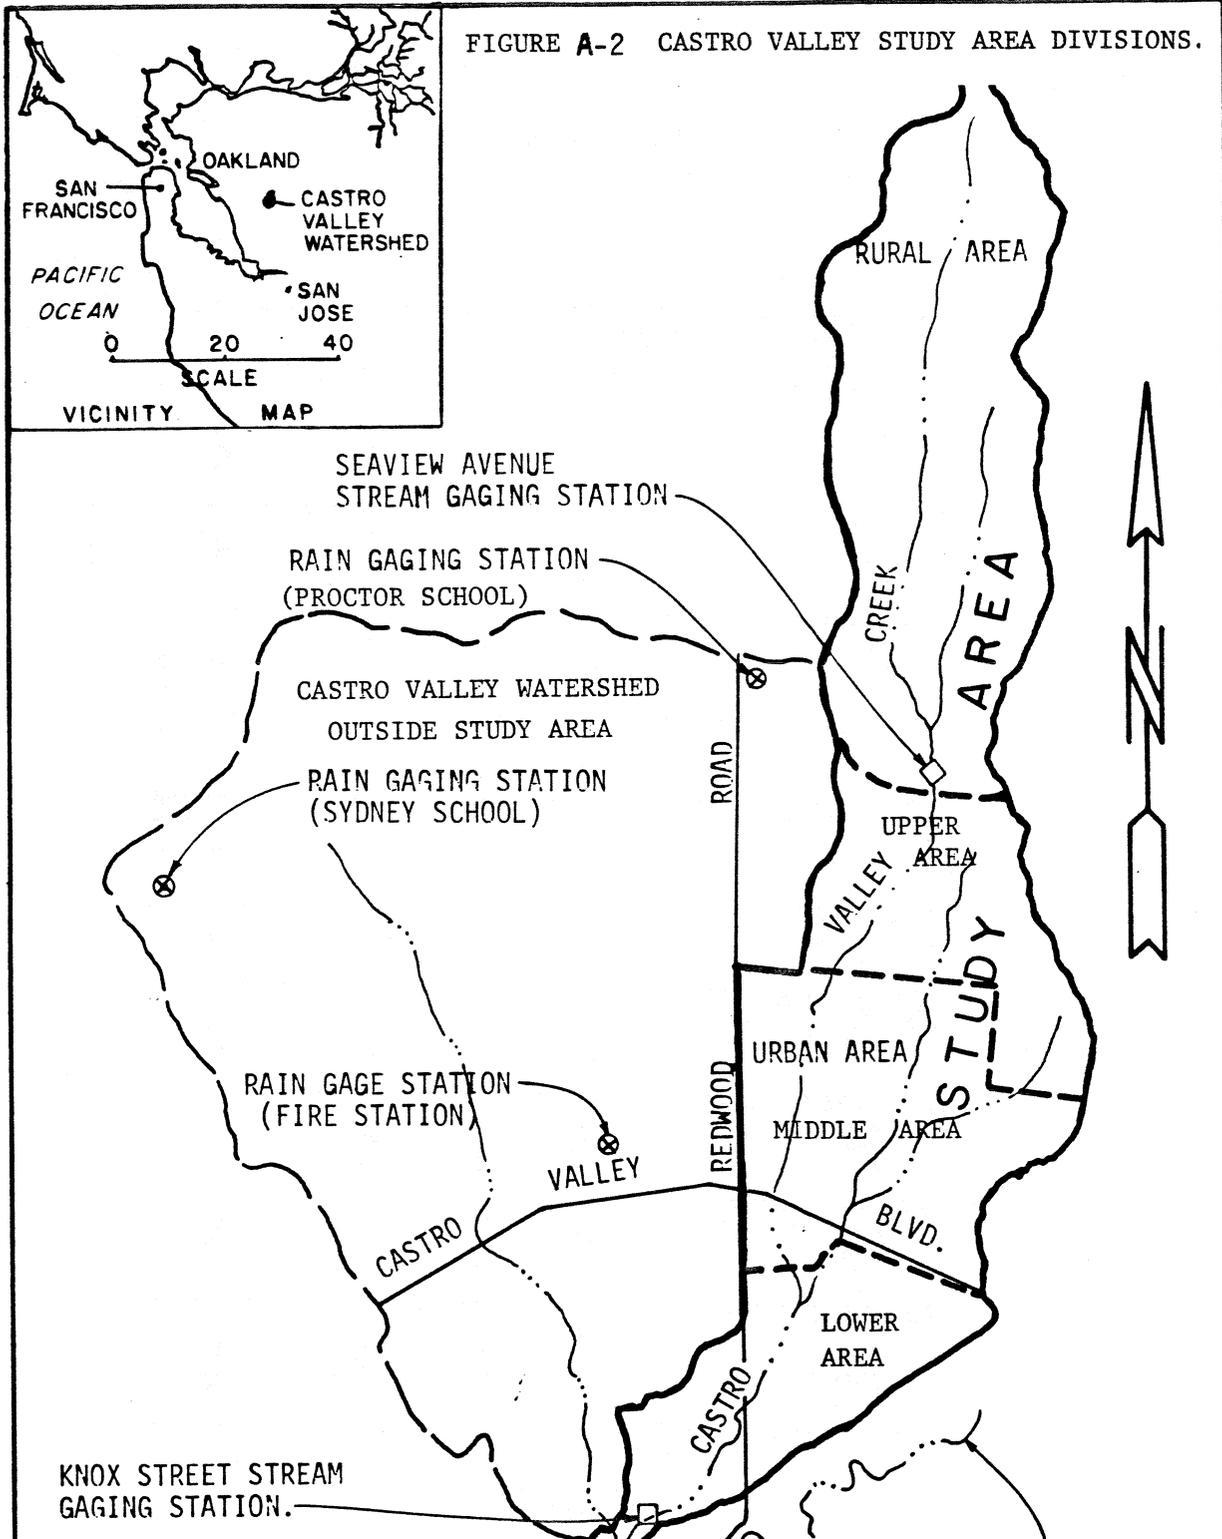 FIGURE A-2 CASTRO VALLEY STUDY AREA DIVISIONS.
OAKLAND
SAN
FRANCISCO
CASTRO
VALLEY
WATERSHED
PACIFIC
OCEAN
SAN
JOSE
0 20 40
SCALE
VICINITY MAP
RURAL AREA
SEAVIEW AVENUE
STREAM GAGING STATION
RAIN GAGING STATION
(PROCTOR SCHOOL)
CREEK
AREA
N
CASTRO VALLEY WATERSHED
OUTSIDE STUDY AREA
ROAD
RAIN GAGING STATION
(SYDNEY SCHOOL)
UPPER
AREA
VALLEY
STUDY
URBAN AREA
RAIN GAGE STATION
(FIRE STATION)
REDWOOD
MIDDLE AREA
VALLEY
BLVD.
CASTRO
LOWER
AREA
CASTRO
KNOX STREET STREAM
GAGING STATION.